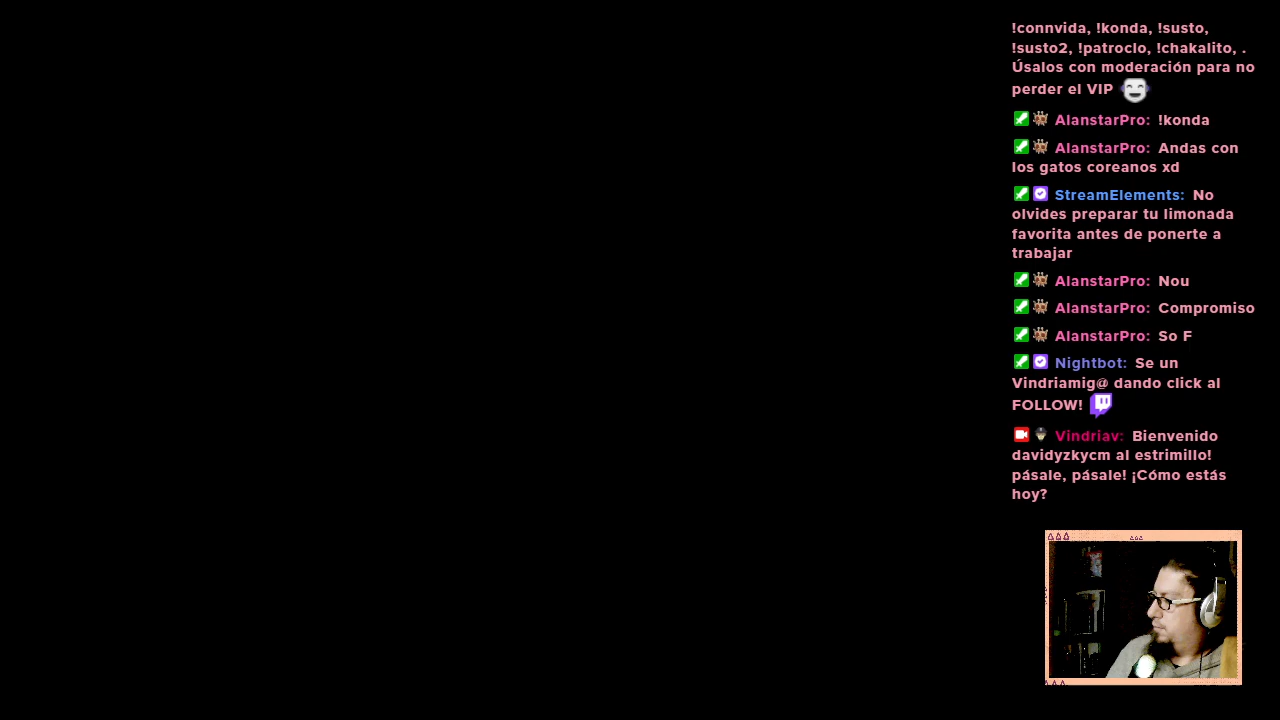 !connvida, !konda, !susto,
!susto2, !patroclo, !chakalito, .
Úsalos con moderación para no
perder el VIP
AlanstarPro: !konda
AlanstarPro: Andas con
los gatos coreanos xd
StreamElements: No
olvides preparar tu limonada
favorita antes de ponerte a
trabajar
AlanstarPro: Nou
AlanstarPro: Compromiso
AlanstarPro: So F
Nightbot: Se un
Vindriamig@ dando click al
FOLLOW!
Vindriav: Bienvenido
davidyzkycm al estrimillo!
pásale, pásale! ¡Cómo estás
hoy?